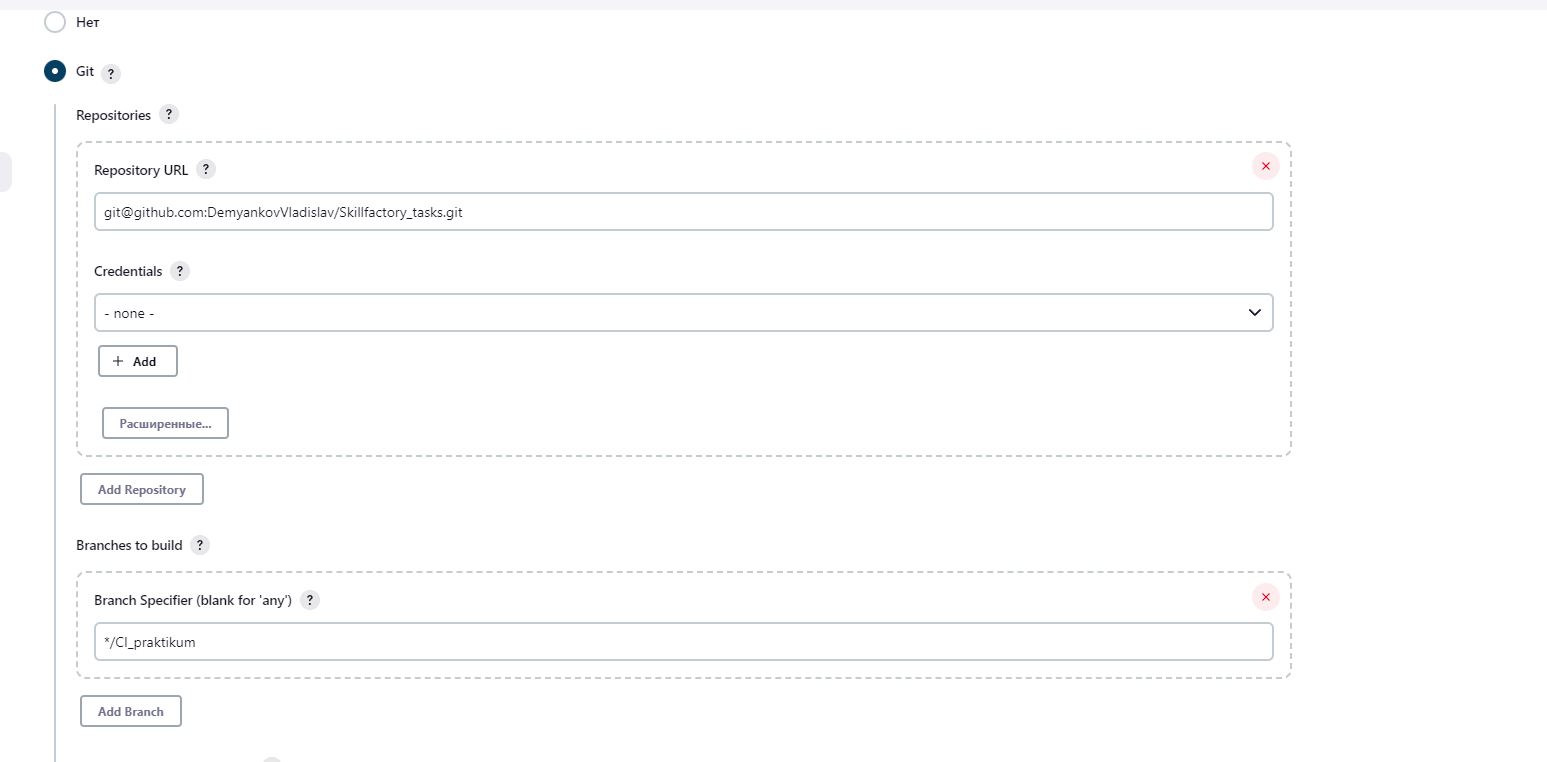 Нет
Git ?
Repositories ?
Repository URL ?
git@github.com:DemyankovVladislav/Skillfactory_tasks.git
Credentials ?
- none -
+ Add
Расширенные...
Add Repository
Branches to build ?
Branch Specifier (blank for 'any') ?
*/CI_praktikum
Add Branch